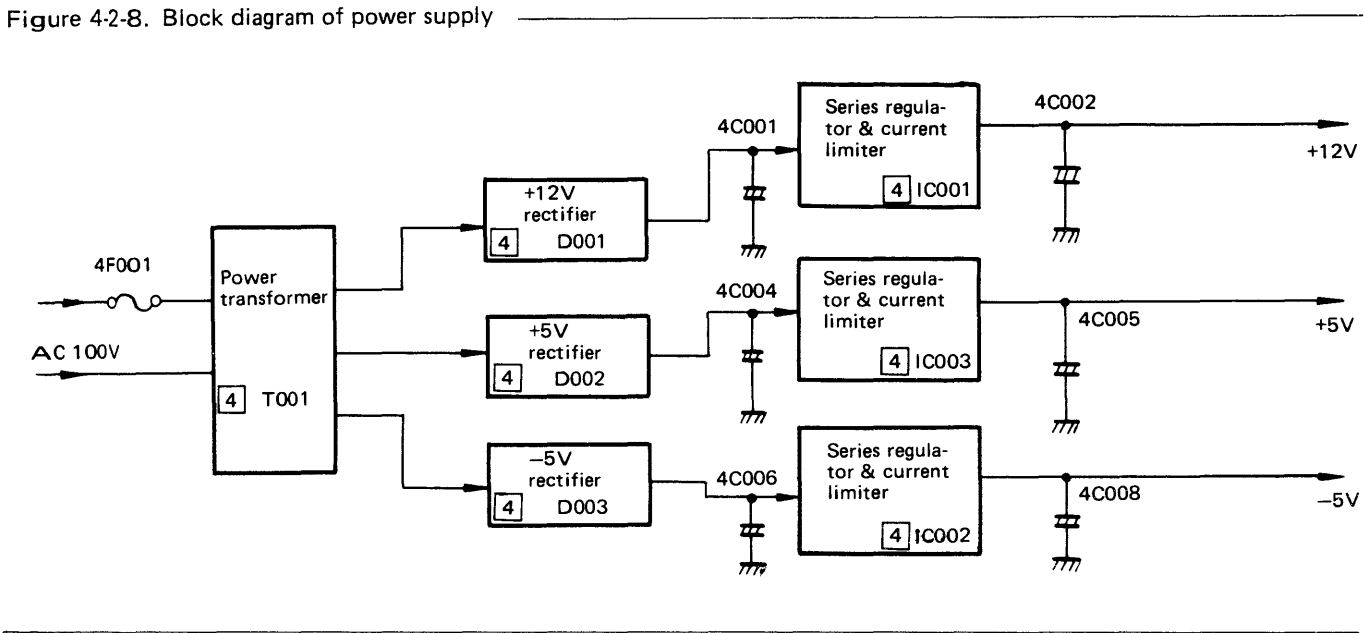 Figure 4-2-8. Block diagram of power supply
4F001
AC 100V
Power
transformer
4 T001
+12V
rectifier
4 D001
+5V
rectifier
4 D002
−5V
rectifier
4 D003
4C001
Series regula-
tor & current
limiter
4 IC001
4C002
+12V
4C004
Series regula-
tor & current
limiter
4 IC003
4C005
+5V
4C006
Series regula-
tor & current
limiter
4 IC002
4C008
−5V